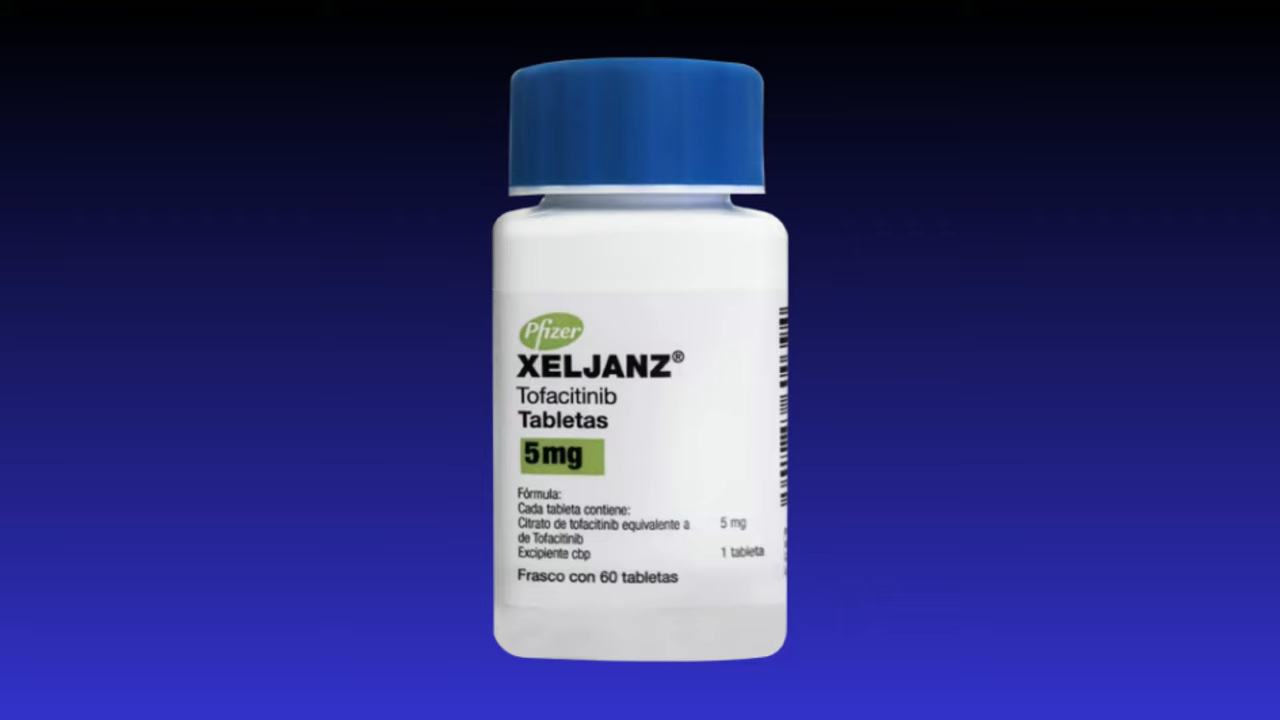 Pfizer
XELJANZ®
Tofacitinib
Tabletas
5mg
Fórmula:
Cada tableta contiene:
Citrato de tofacitinib equivalente a 5 mg
de Tofacitinib
Excipiente cbp 1 tableta
Frasco con 60 tabletas